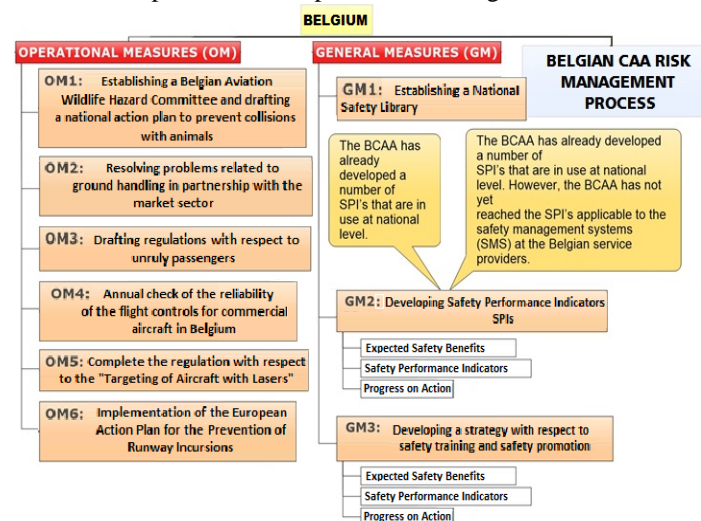 BELGIUM
OPERATIONAL MEASURES (OM)
OM1: Establishing a Belgian Aviation
Wildlife Hazard Committee and drafting
a national action plan to prevent collisions
with animals
OM2: Resolving problems related to
ground handling in partnership with the
market sector
OM3: Drafting regulations with respect to
unruly passengers
OM4: Annual check of the reliability
of the flight controls for commercial
aircraft in Belgium
OM5: Complete the regulation with respect
to the "Targeting of Aircraft with Lasers"
OM6: Implementation of the European
Action Plan for the Prevention of
Runway Incursions
GENERAL MEASURES (GM)
GM1: Establishing a National
Safety Library
The BCAA has
already
developed a
number of
SPI's that are in
use at national
level.
The BCAA has already developed
a number of
SPI's that are in use at national
level. However, the BCAA has not
yet
reached the SPI's applicable to the
safety management systems
(SMS) at the Belgian service
providers.
GM2: Developing Safety Performance Indicators
SPIs
Expected Safety Benefits
Safety Performance Indicators
Progress on Action
GM3: Developing a strategy with respect to
safety training and safety promotion
Expected Safety Benefits
Safety Performance Indicators
Progress on Action
BELGIAN CAA RISK
MANAGEMENT
PROCESS